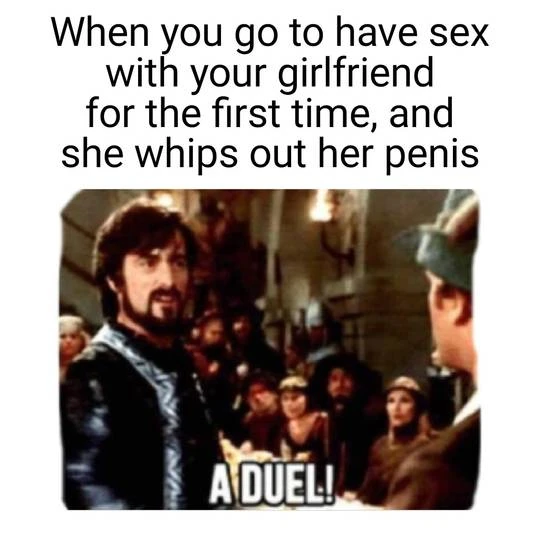 When you go to have sex
with your girlfriend
for the first time, and
she whips out her penis
A DUEL!